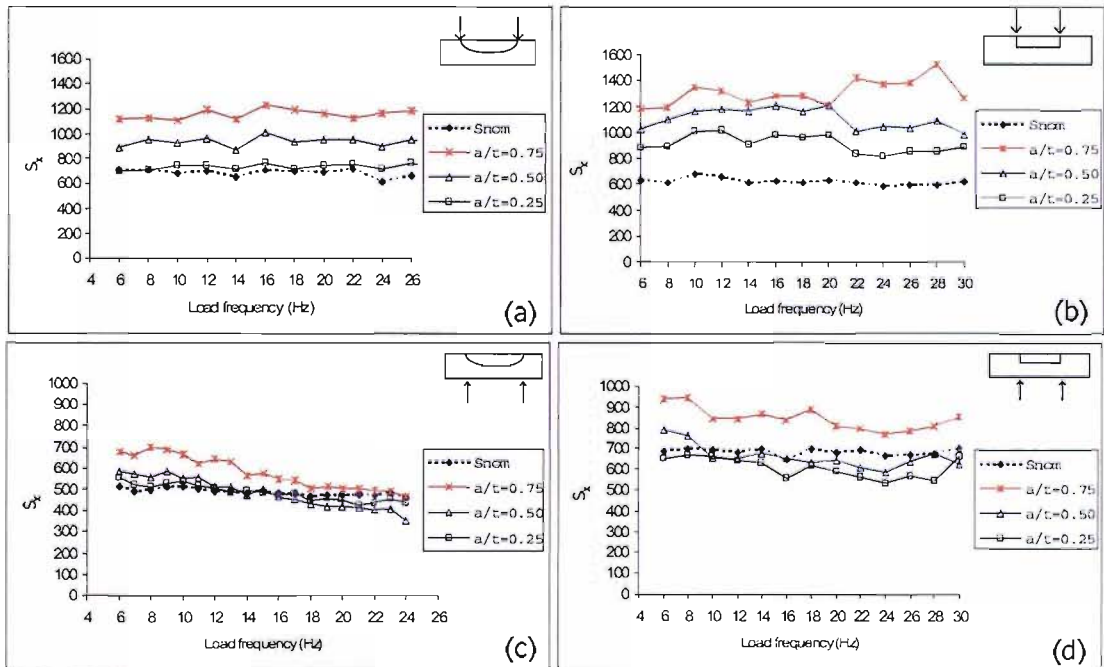 1600
1400
1200
1000
800
600
400
200
0
Sx
4 6 8 10 12 14 16 18 20 22 24 26
Load frequency (Hz)
Snom
a/t=0.75
a/t=0.50
a/t=0.25
(a)
1600
1400
1200
1000
800
600
400
200
0
Sx
6 8 10 12 14 16 18 20 22 24 26 28 30
Load frequency (Hz)
Snom
a/t=0.75
a/t=0.50
a/t=0.25
(b)
1000
900
800
700
600
500
400
300
200
100
0
Sx
4 6 8 10 12 14 16 18 20 22 24 26
Load frequency (Hz)
Snom
a/t=0.75
a/t=0.50
a/t=0.25
(c)
1000
900
800
700
600
500
400
300
200
100
0
Sx
4 6 8 10 12 14 16 18 20 22 24 26 28 30
Load frequency (Hz)
Snom
a/t=0.75
a/t=0.50
a/t=0.25
(d)